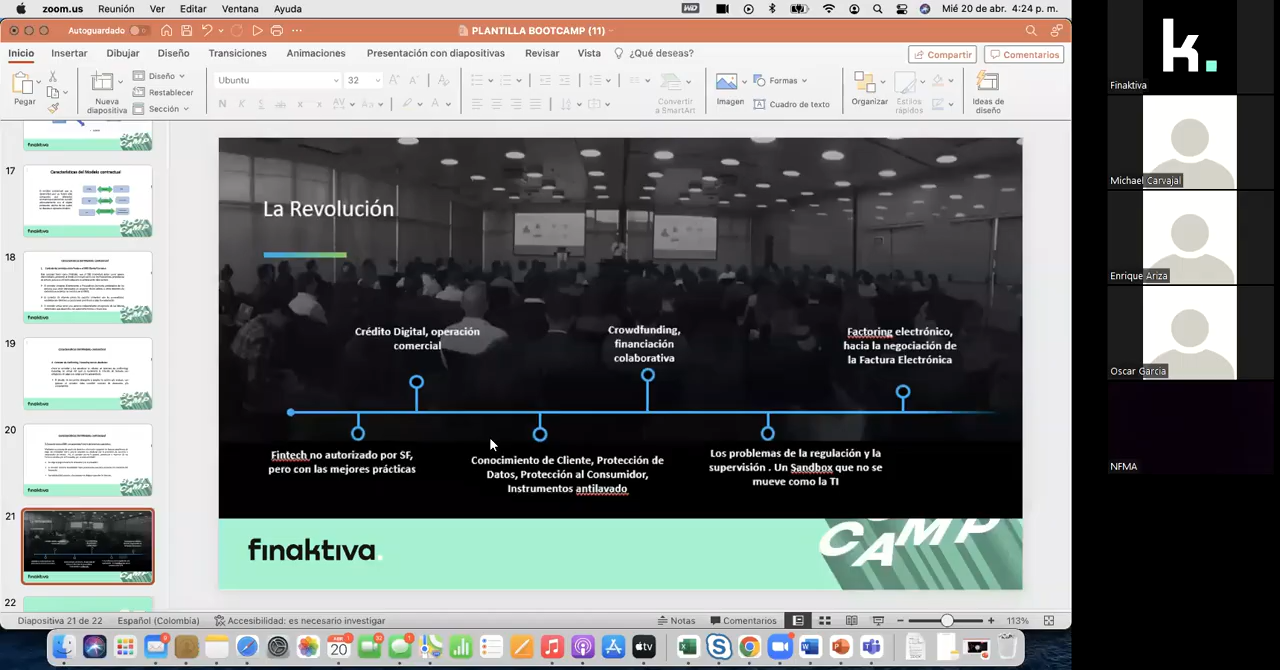 zoom.us Reunión Ver Editar Ventana Ayuda
Mié 20 de abr. 4:24 p. m.
Autoguardado
PLANTILLA BOOTCAMP (11)
Inicio Insertar Dibujar Diseño Transiciones Animaciones Presentación con diapositivas Revisar Vista ¿Qué deseas?
Compartir
Comentarios
Pegar
Nueva
diapositiva
Diseño
Restablecer
Sección
Ubuntu
32
Convertir
a SmartArt
Imagen
Formas
Cuadro de texto
Organizar
Estilos
rápidos
Ideas de
diseño
finaktiva
17
Características del Modelo contractual
finaktiva
18
finaktiva
19
finaktiva
20
finaktiva
21
finaktiva
22
La Revolución
Crédito Digital, operación
comercial
Crowdfunding,
financiación
colaborativa
Factoring electrónico,
hacia la negociación de
la Factura Electrónica
Fintech no autorizado por SF,
pero con las mejores prácticas
Conocimiento de Cliente, Protección de
Datos, Protección al Consumidor,
Instrumentos antilavado
Los problemas de la regulación y la
supervisión . Un Sandbox que no se
mueve como la TI
finaktiva.
CAMP
Diapositiva 21 de 22
Español (Colombia)
Accesibilidad: es necesario investigar
Notas
Comentarios
113%
k.
Finaktiva
Michael Carvajal
Enrique Ariza
Oscar Garcia
NFMA